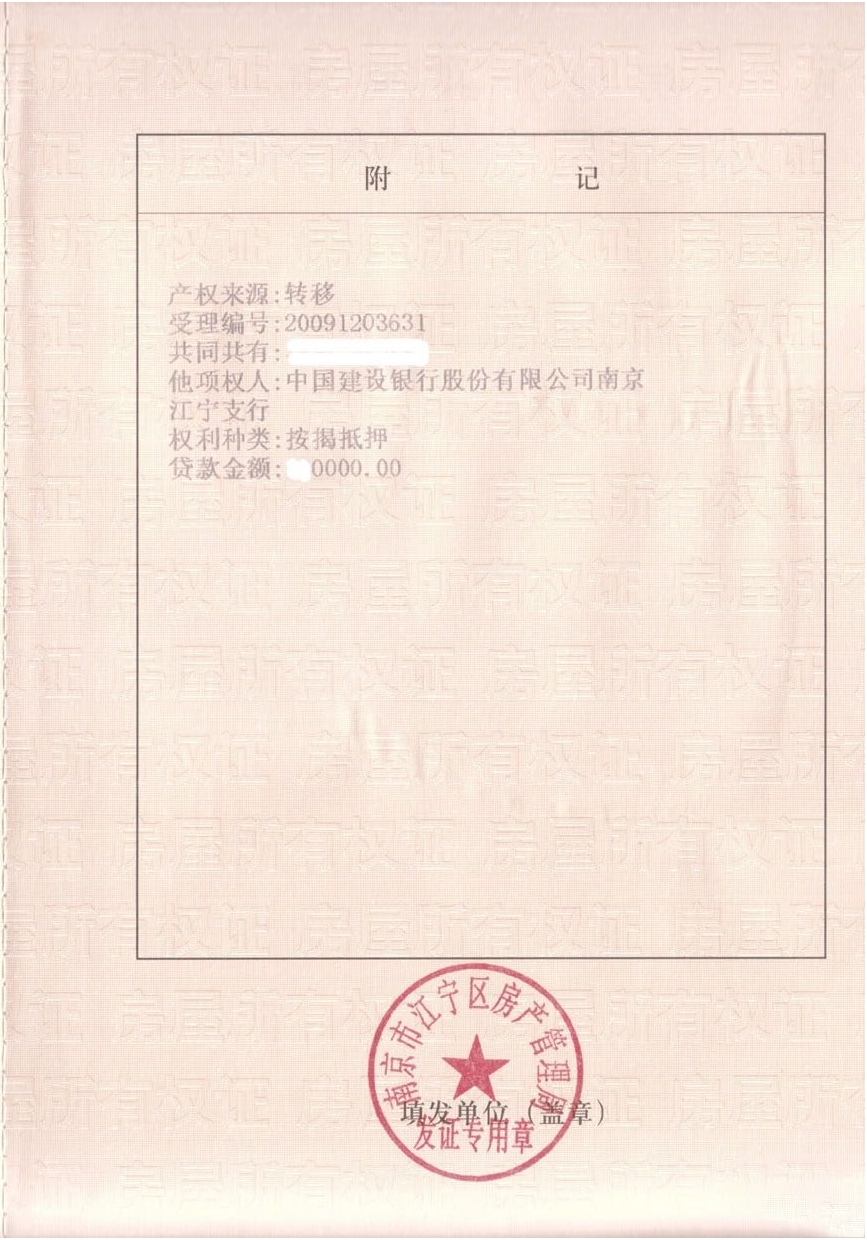 附 记
产权来源:转移
受理编号:20091203631
共同共有:
他项权人:中国建设银行股份有限公司南京
江宁支行
权利种类:按揭抵押
贷款金额: 0000.00
南京市江宁区房产管理局
填发单位（盖章）
发证专用章